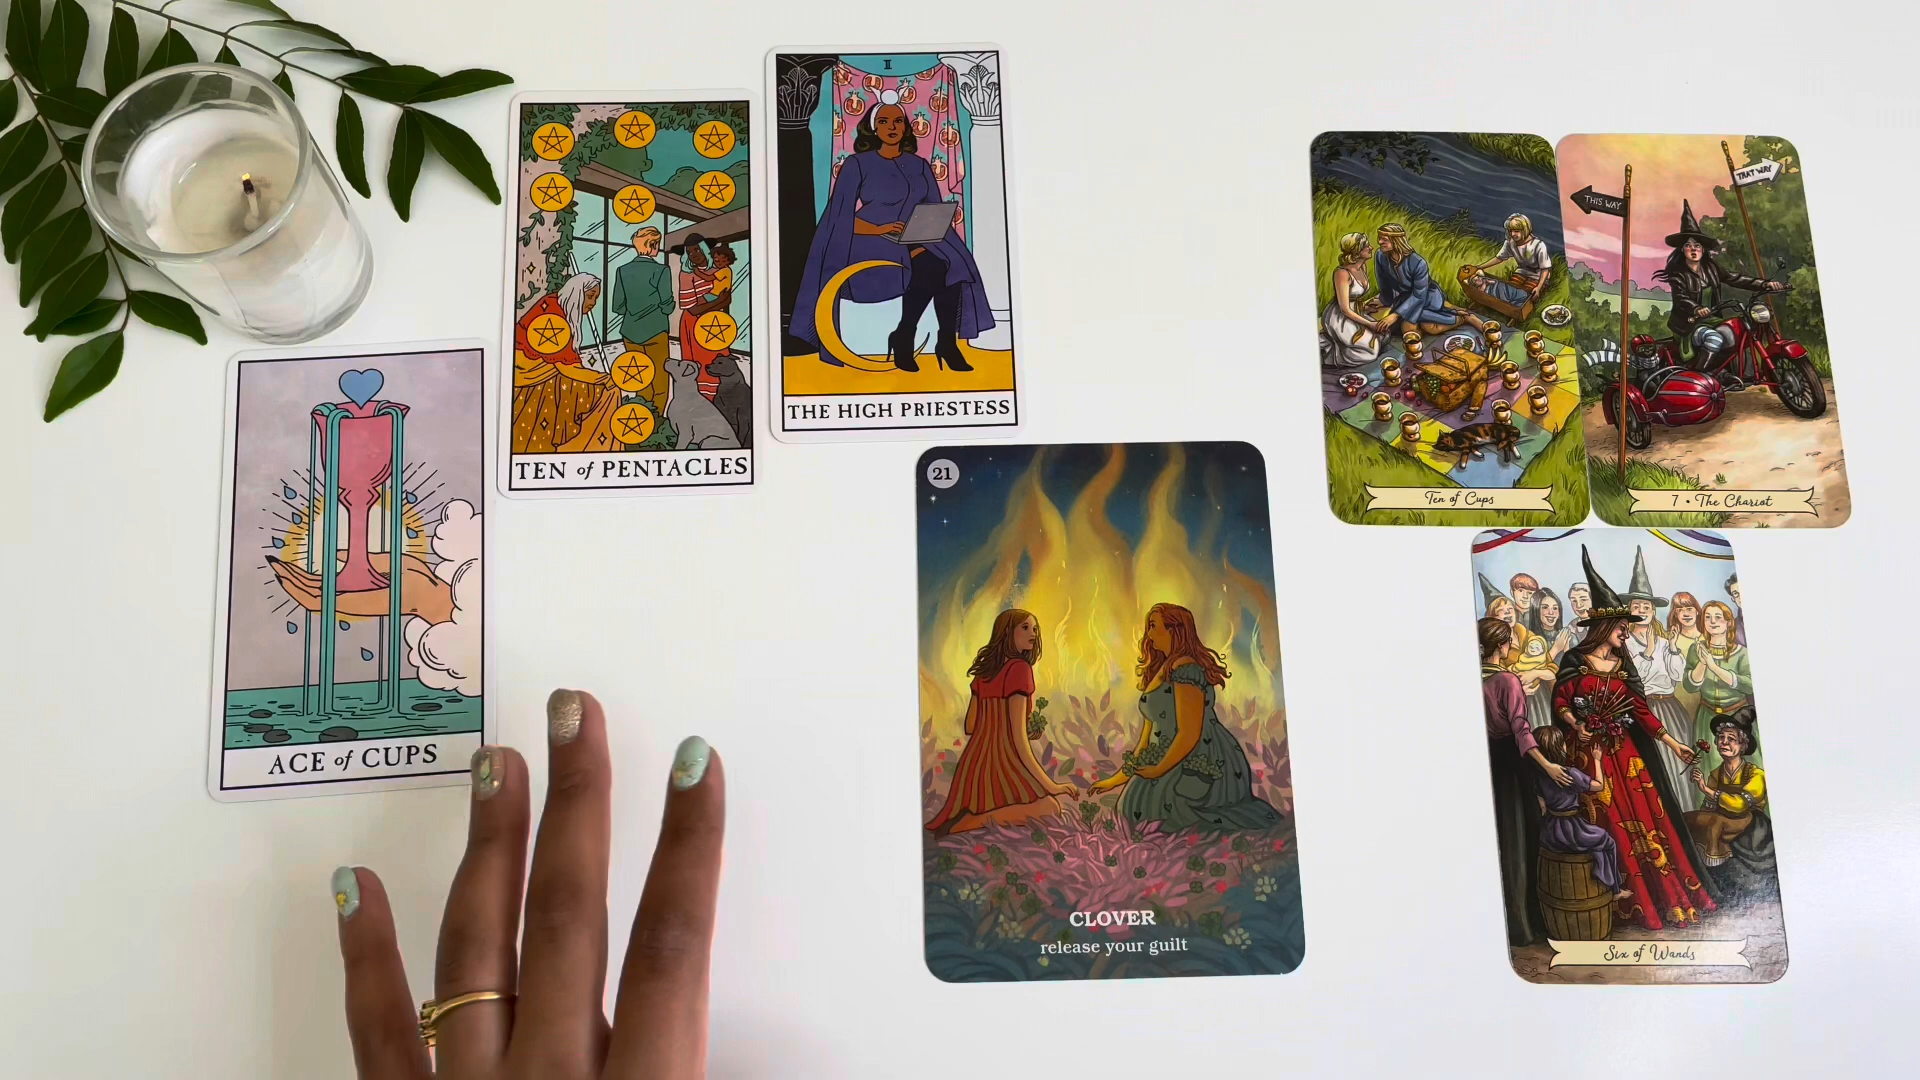 II
THE HIGH PRIESTESS
TEN of PENTACLES
ACE of CUPS
21
CLOVER
release your guilt
Ten of Cups
THIS WAY
THAT WAY
7 • The Chariot
Six of Wands